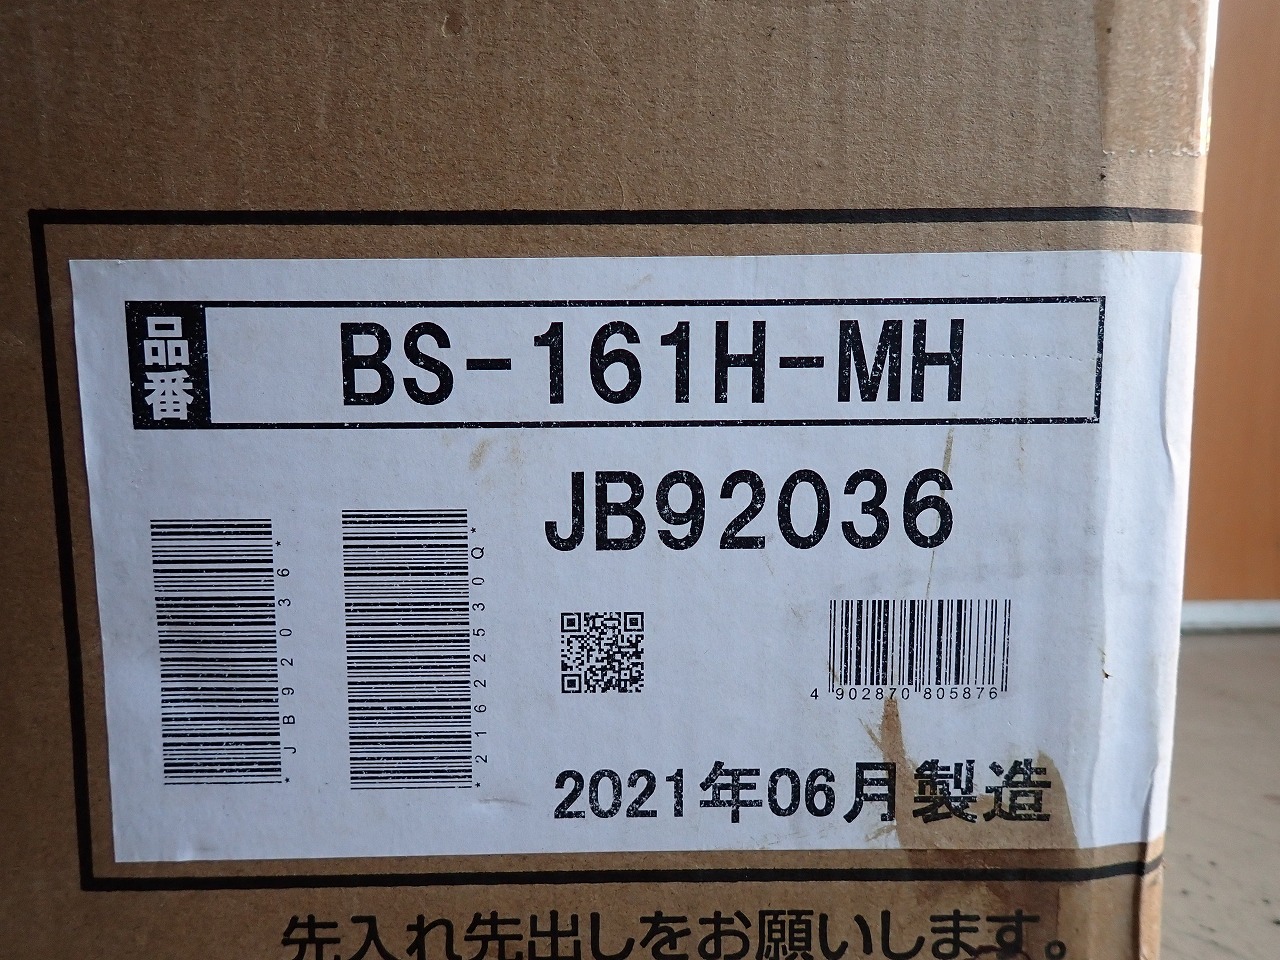 品番
BS-161H-MH
JB92036
*JB92036*
*216222530Q*
4 902870 805876
2021年06月製造
先入れ先出しをお願いします。